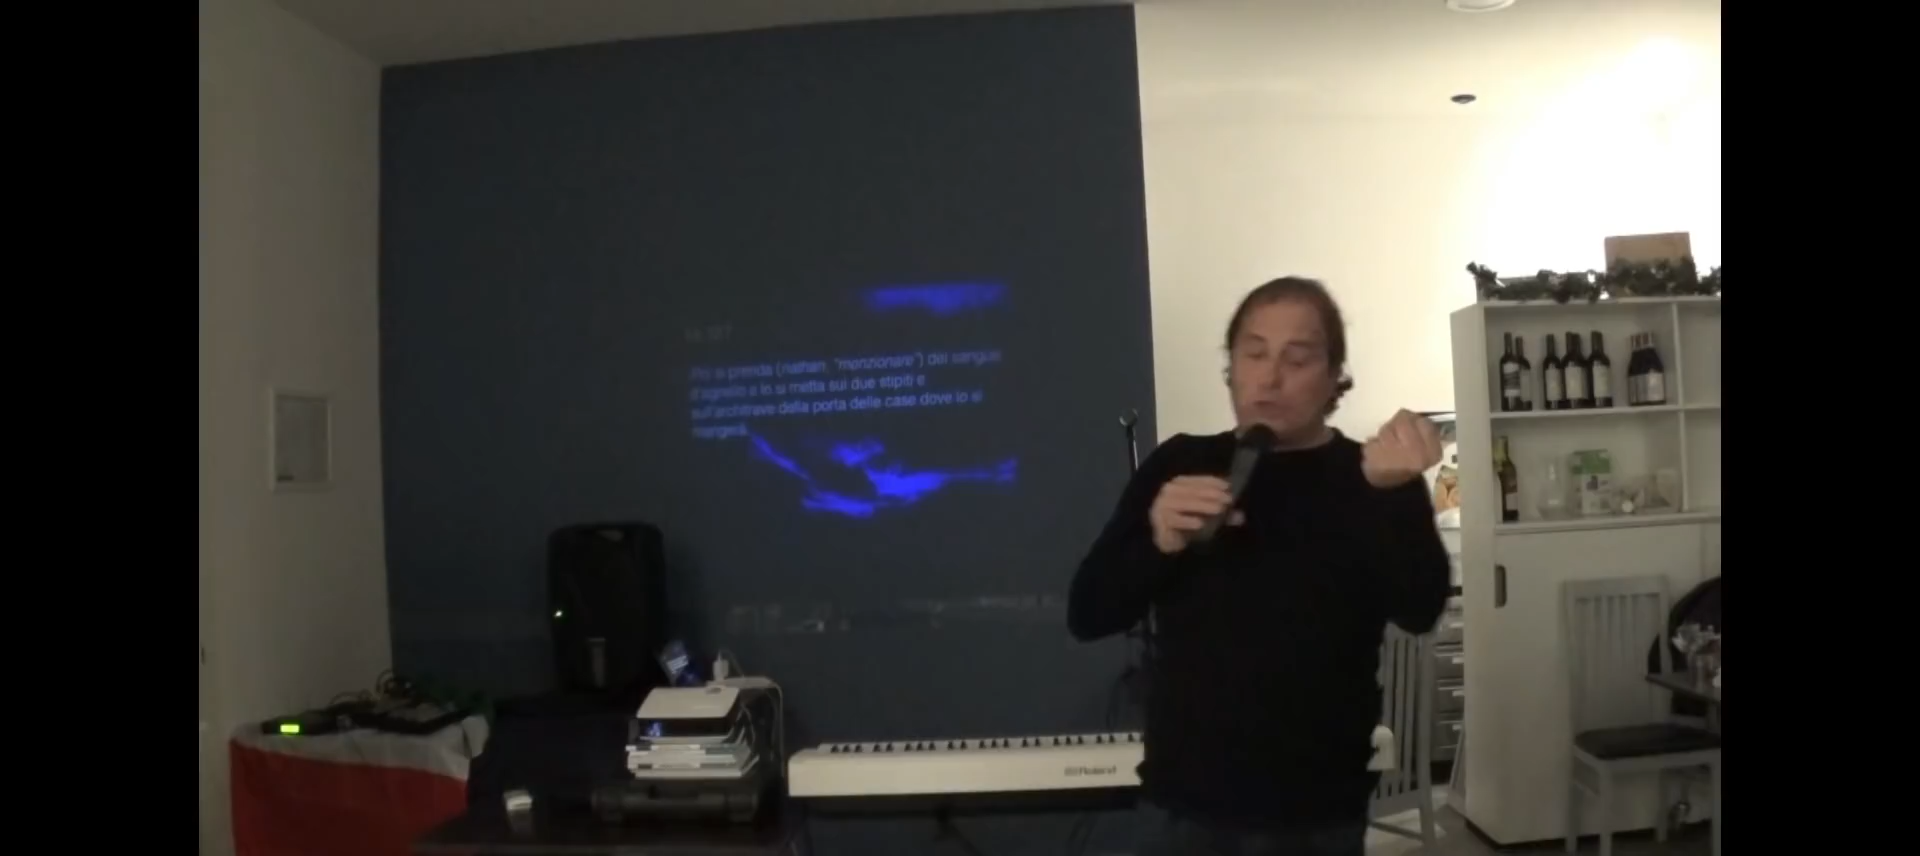 Poi si prenda (nathan, "menzionare") del sangue
d'agnello e lo si metta sui due stipiti e
sull'architrave della porta delle case dove lo si
mangerà.
Roland